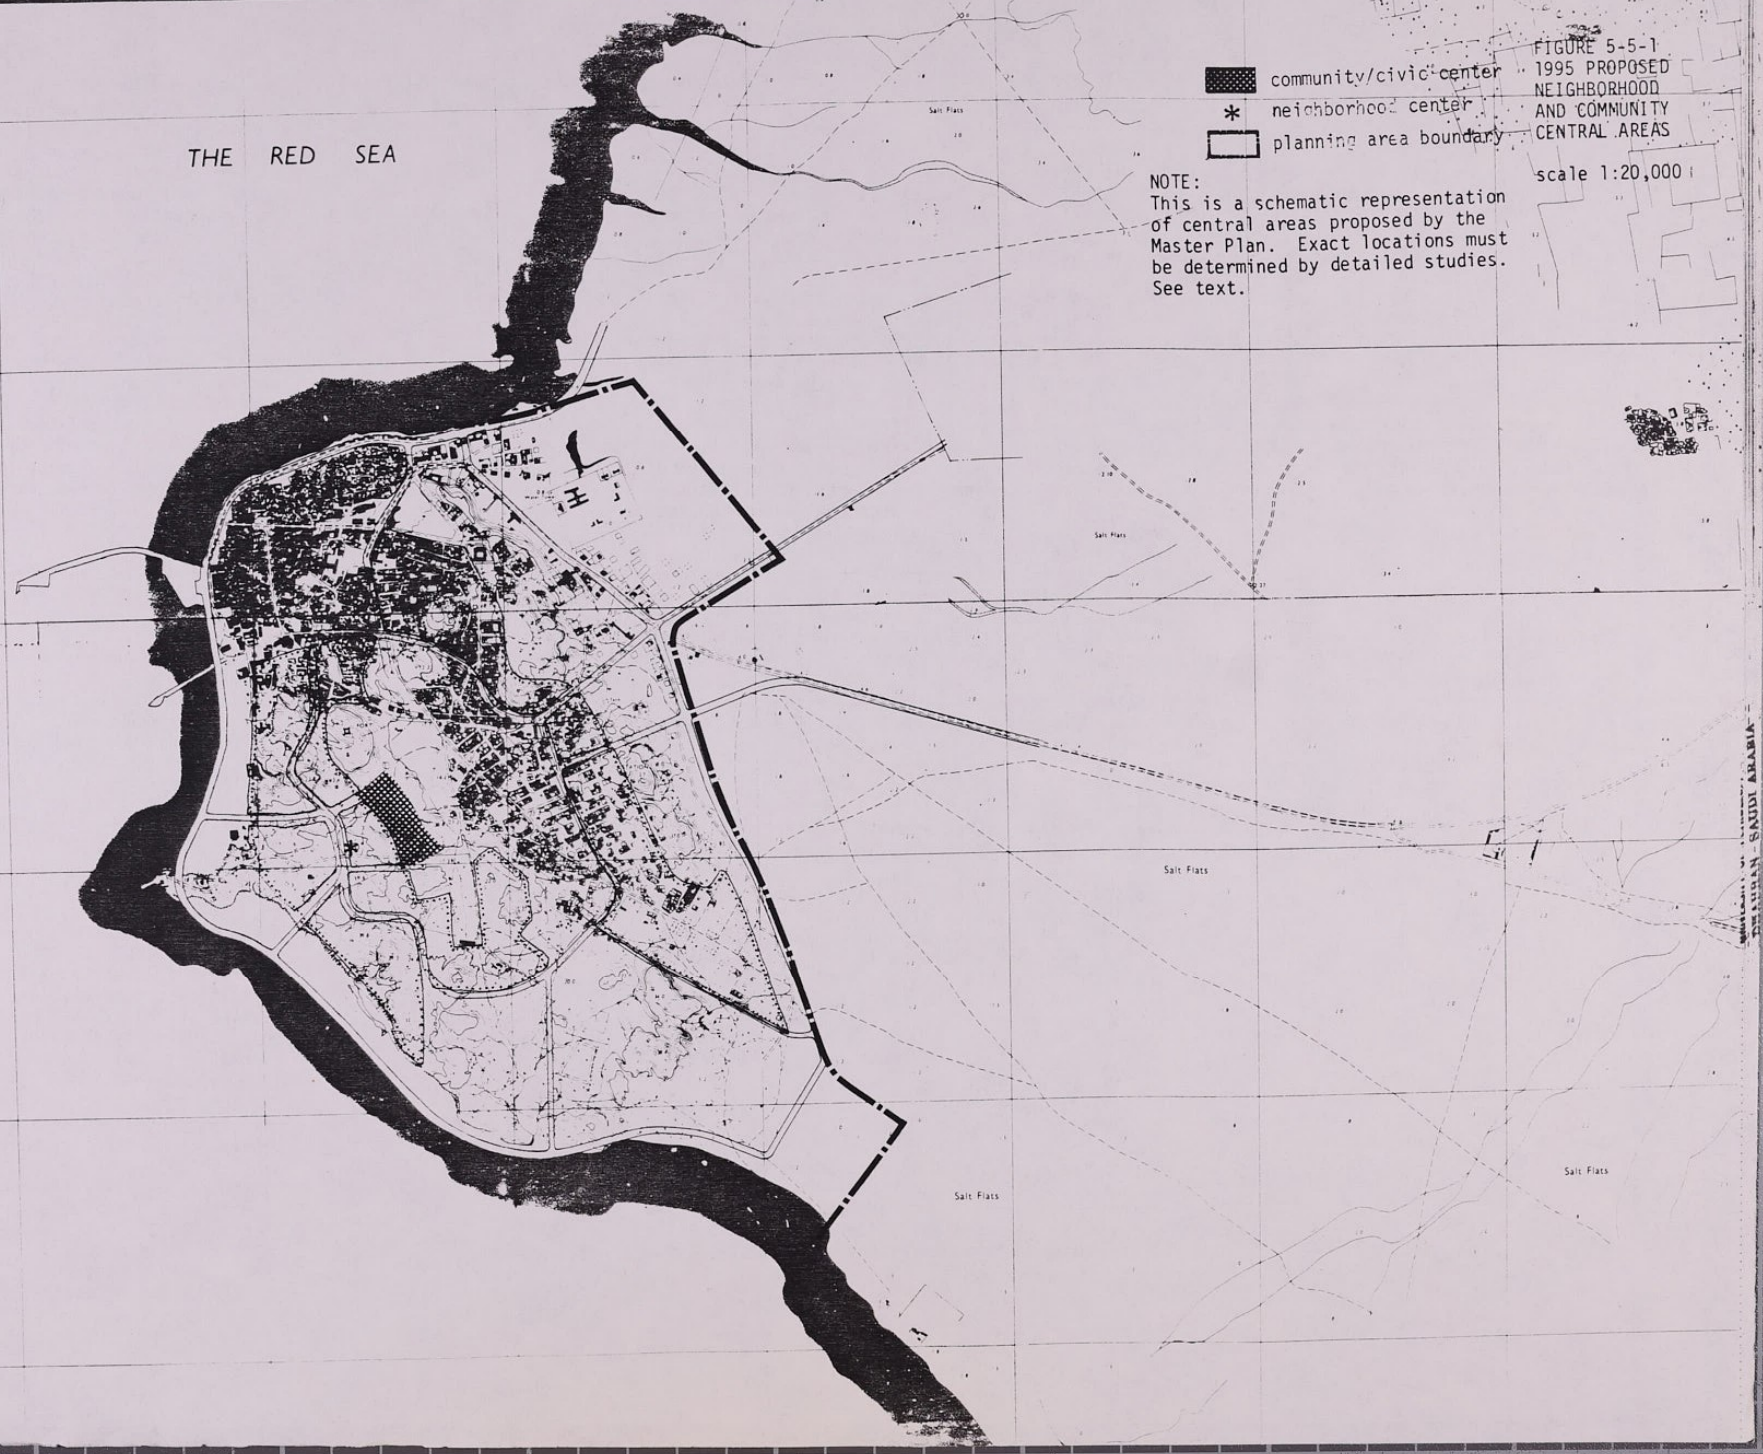 FIGURE 5-5-1
1995 PROPOSED
NEIGHBORHOOD
AND COMMUNITY
CENTRAL AREAS
scale 1:20,000
community/civic center
* neighborhood center
planning area boundary
NOTE:
This is a schematic representation
of central areas proposed by the
Master Plan. Exact locations must
be determined by detailed studies.
See text.
THE RED SEA
Salt Flats
Salt Flats
Salt Flats
Salt Flats
Salt Flats
DHAHRAN - SAUDI ARABIA